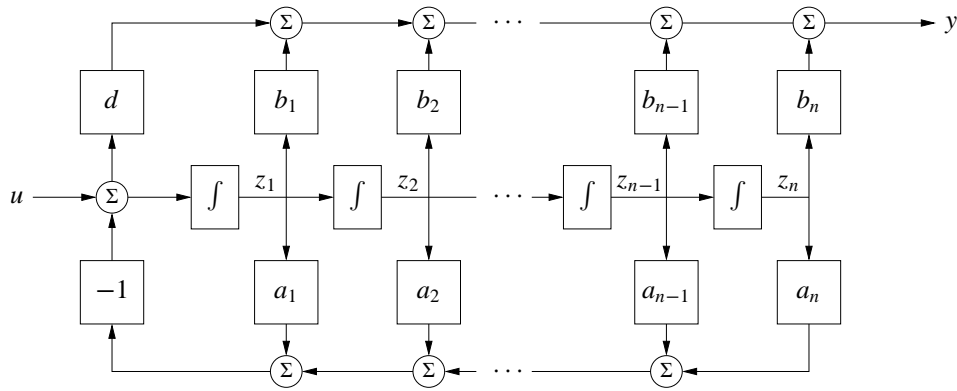 Σ Σ ⋯ Σ Σ y
d b₁ b₂ bₙ₋₁ bₙ
u Σ ∫ z₁ ∫ z₂ ⋯ ∫ zₙ₋₁ ∫ zₙ
−1 a₁ a₂ aₙ₋₁ aₙ
Σ Σ ⋯ Σ